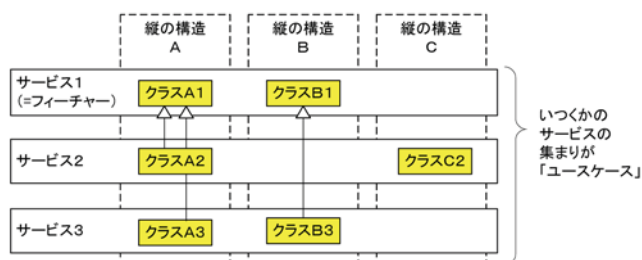 縦の構造
A
縦の構造
B
縦の構造
C
サービス1
(=フィーチャー)
クラスA1
クラスB1
サービス2
クラスA2
クラスC2
サービス3
クラスA3
クラスB3
いつくかの
サービスの
集まりが
「ユースケース」